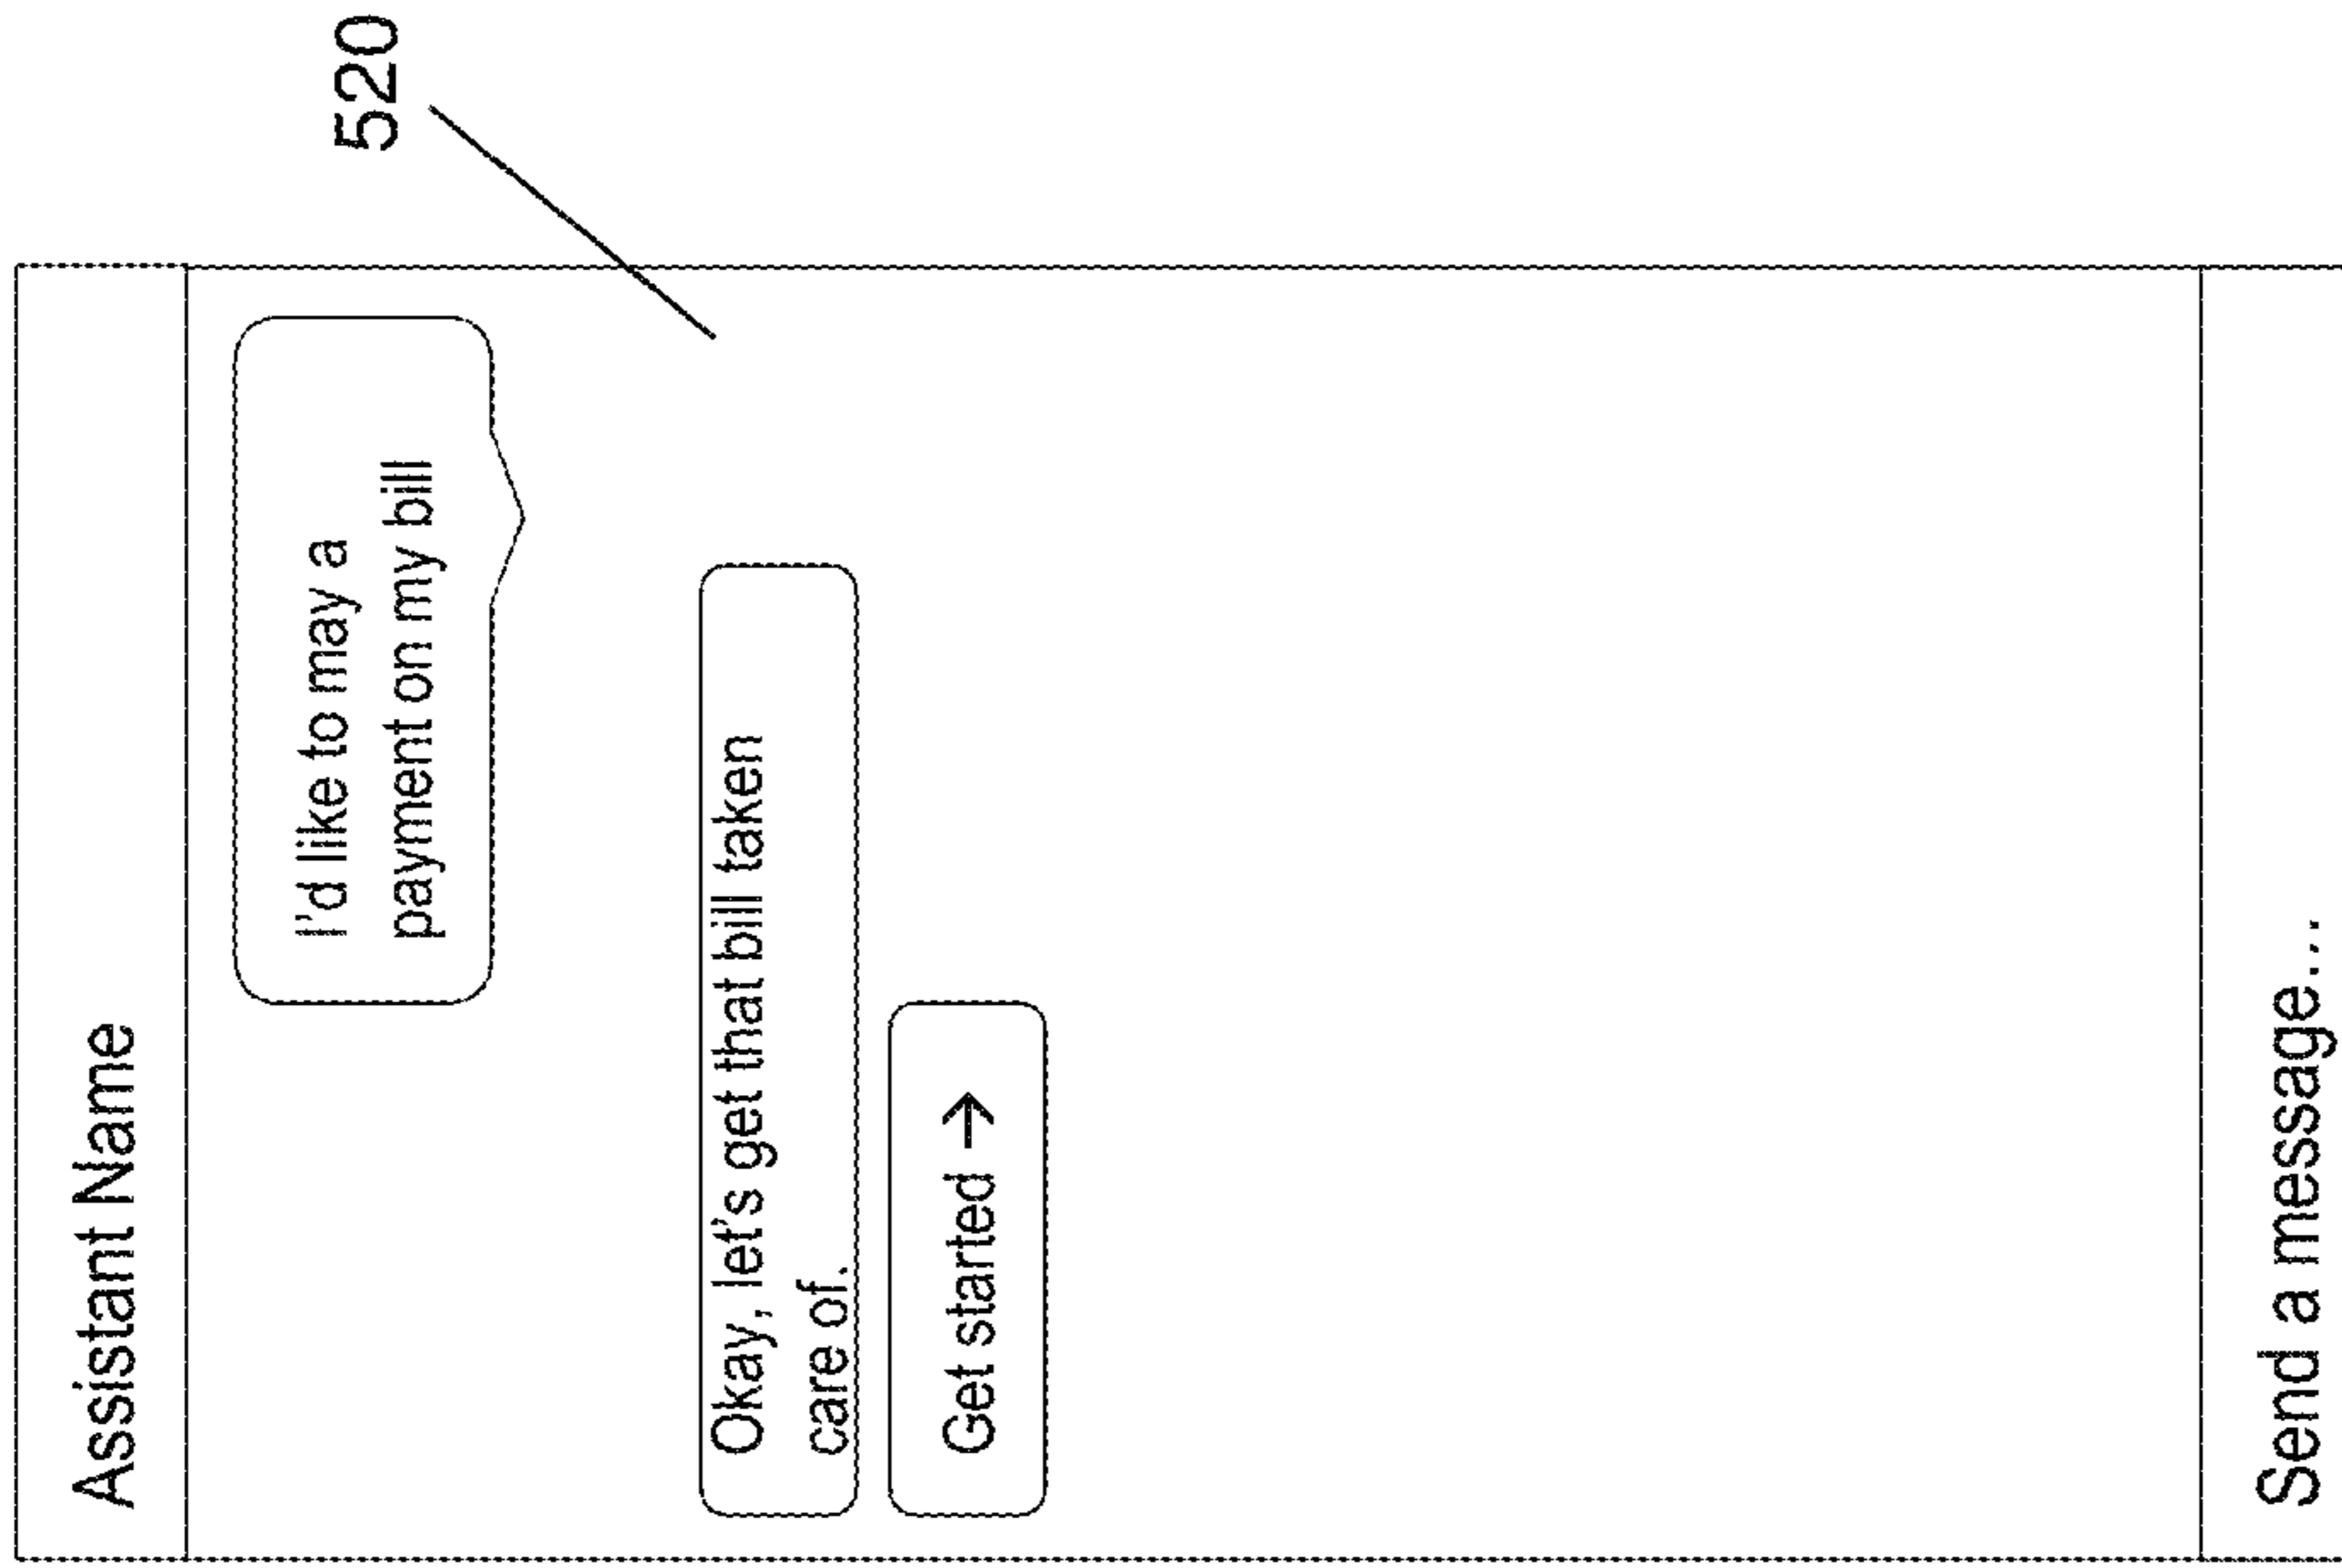 Assistant Name
520
I'd like to may a
payment on my bill
Okay, let's get that bill taken
care of.
Get started →
Send a message...